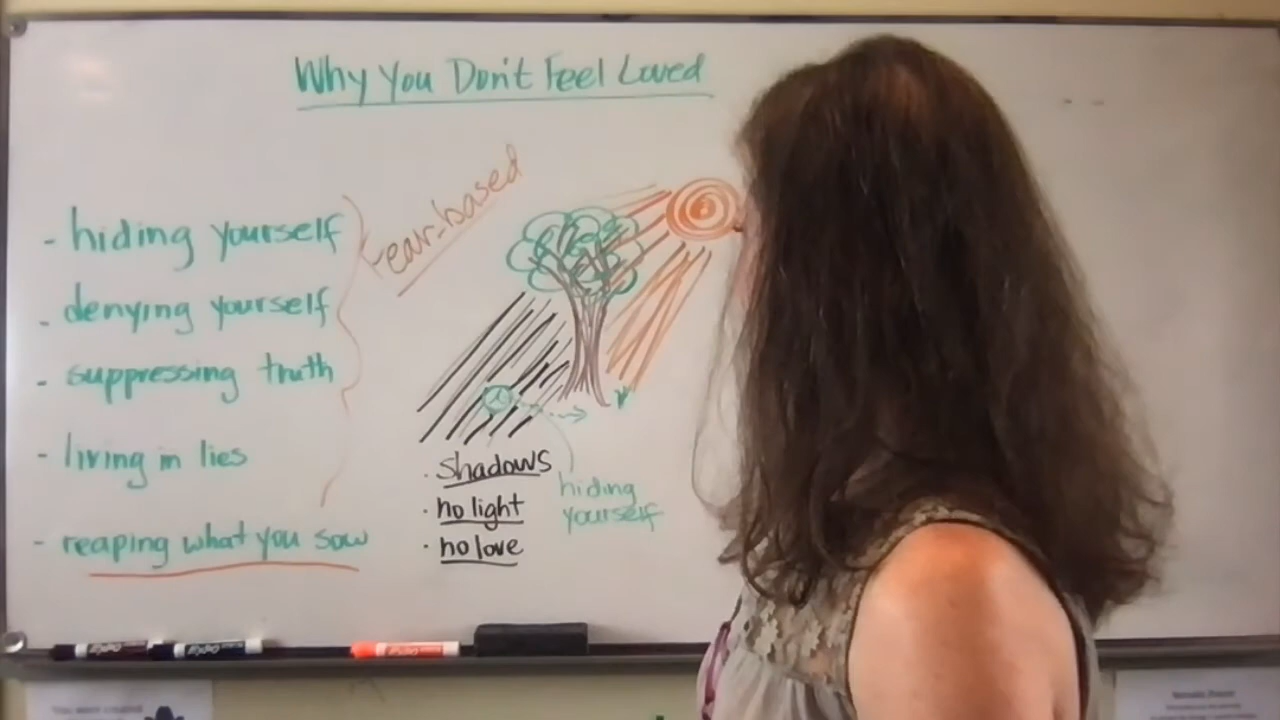 Why You Don't Feel Loved
- hiding yourself
- denying yourself
- suppressing truth
- living in lies
- reaping what you sow
Fear-based
· shadows
· no light
· no love
hiding
yourself